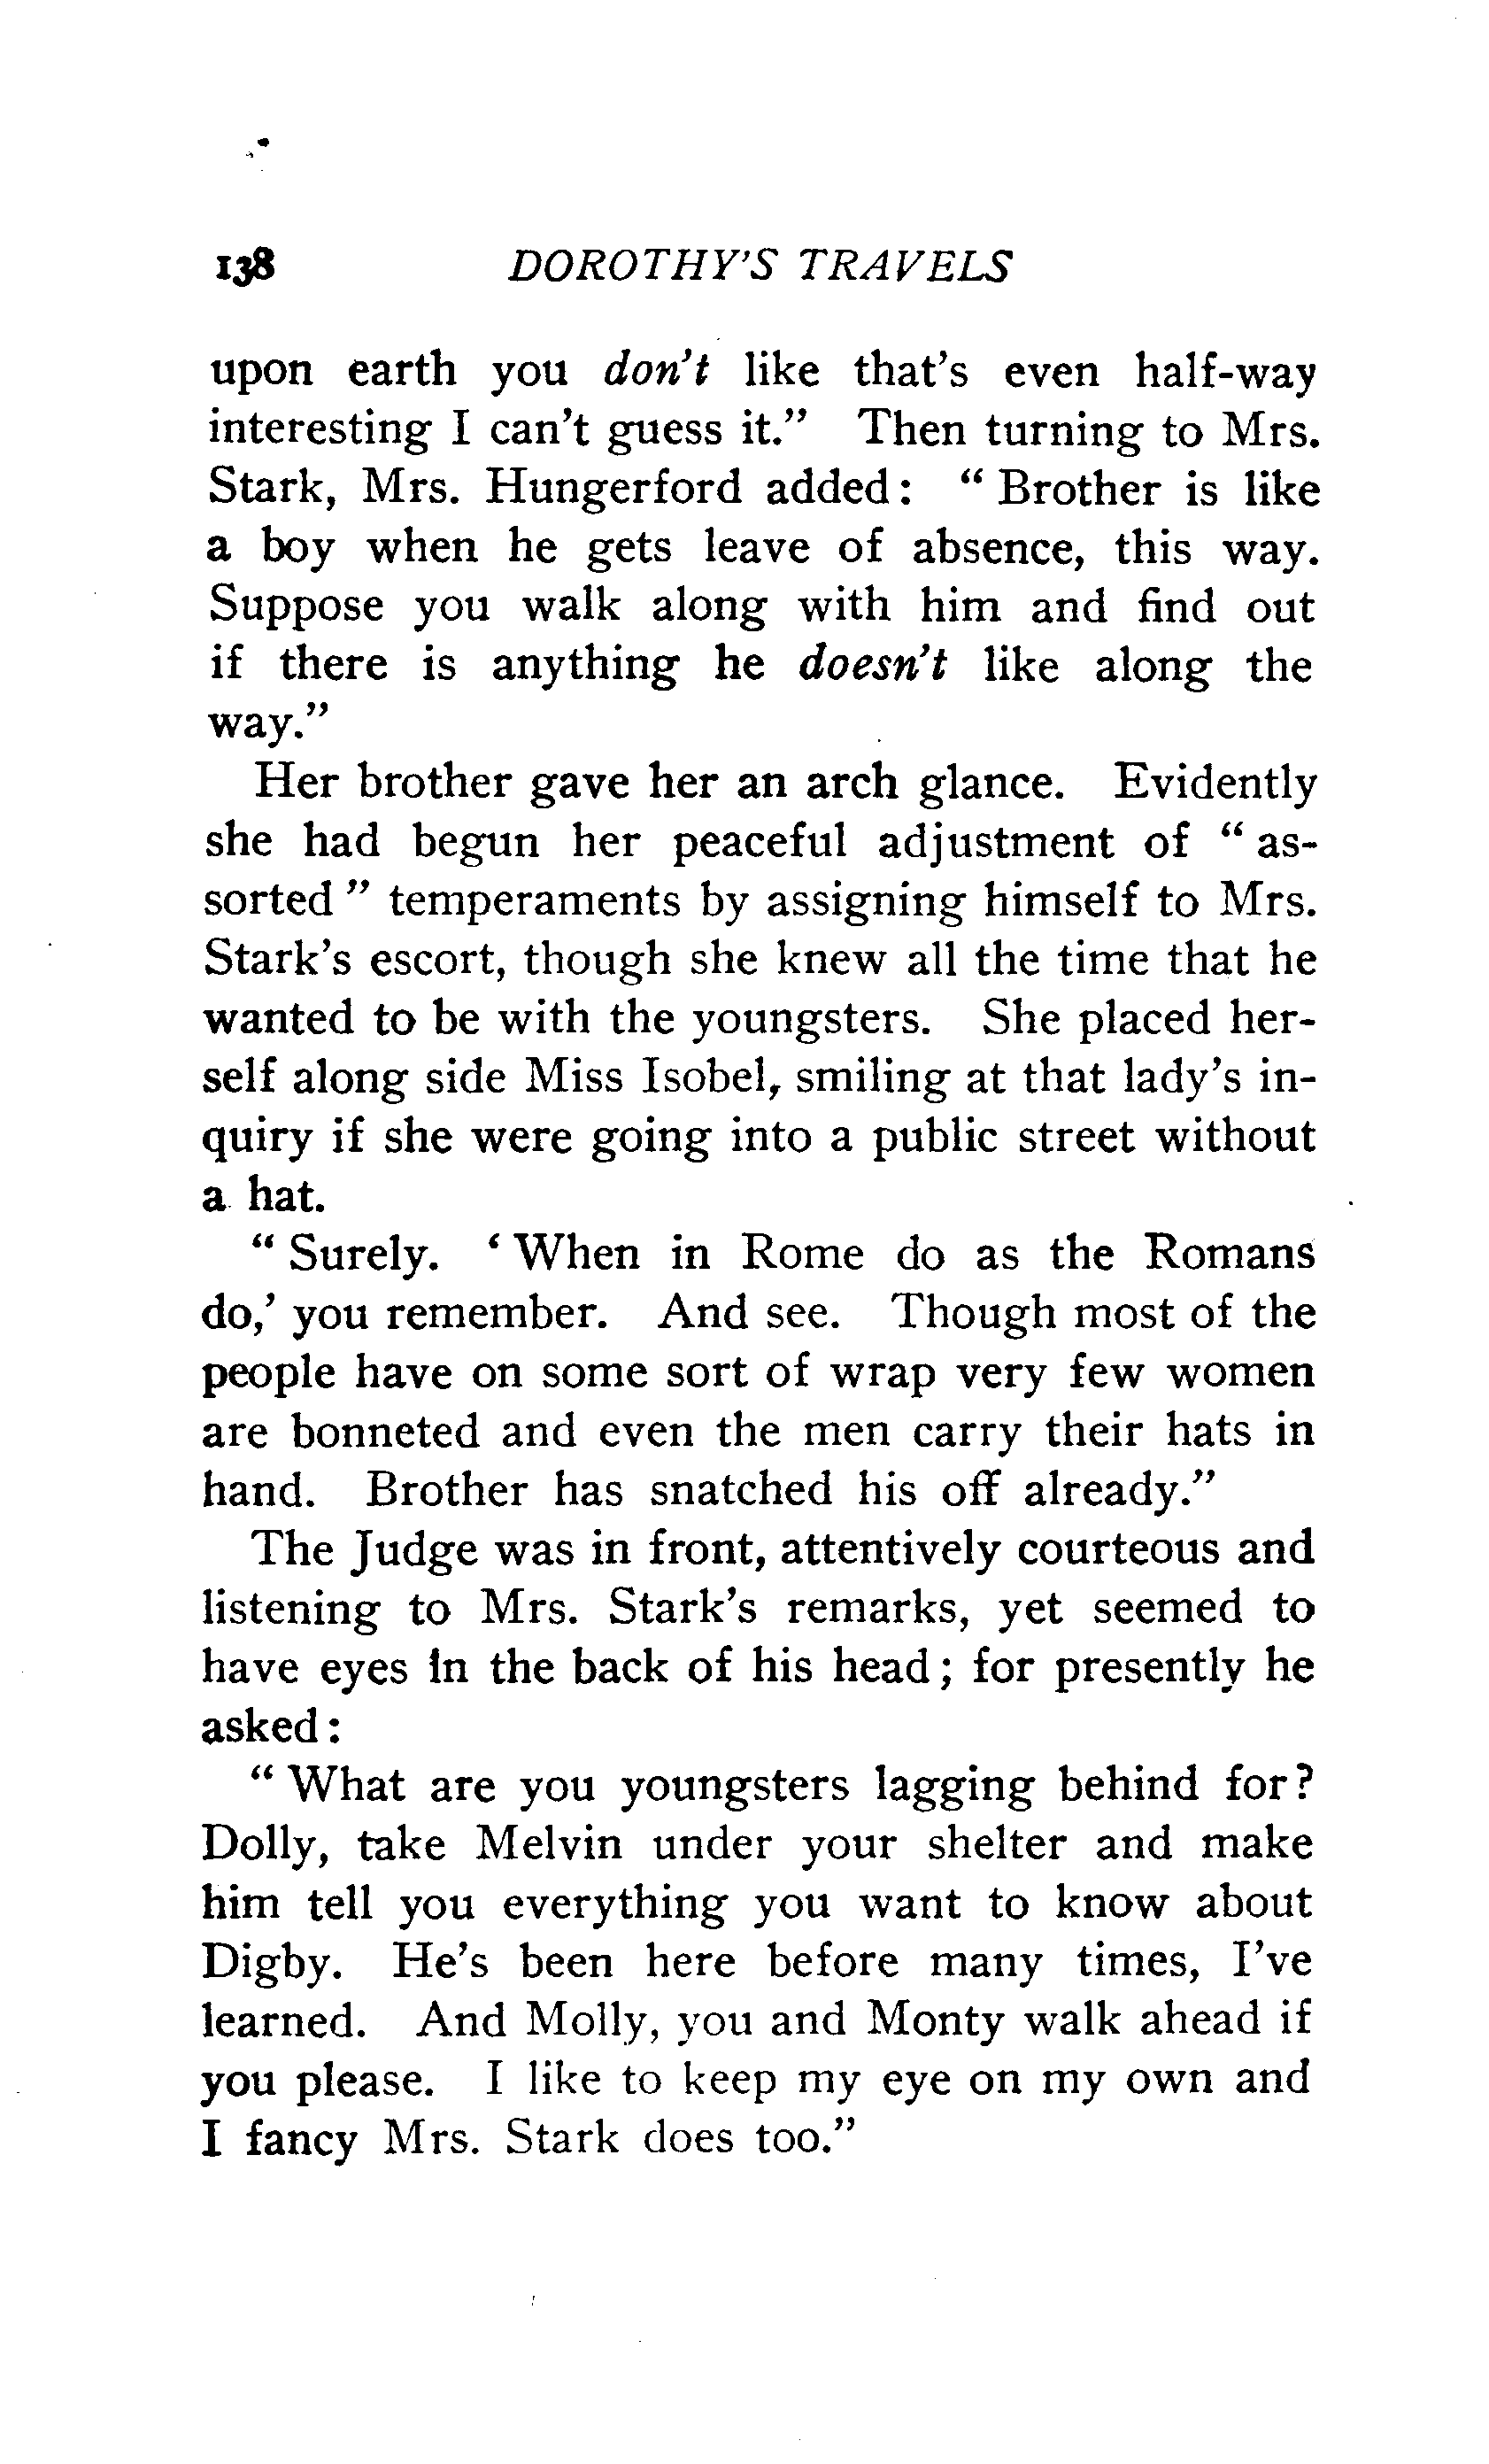 138 DOROTHY'S TRAVELS
upon earth you don't like that's even half-way
interesting I can't guess it." Then turning to Mrs.
Stark, Mrs. Hungerford added: "Brother is like
a boy when he gets leave of absence, this way.
Suppose you walk along with him and find out
if there is anything he doesn't like along the
way."
Her brother gave her an arch glance. Evidently
she had begun her peaceful adjustment of "as-
sorted" temperaments by assigning himself to Mrs.
Stark's escort, though she knew all the time that he
wanted to be with the youngsters. She placed her-
self along side Miss Isobel, smiling at that lady's in-
quiry if she were going into a public street without
a hat.
"Surely. 'When in Rome do as the Romans
do,' you remember. And see. Though most of the
people have on some sort of wrap very few women
are bonneted and even the men carry their hats in
hand. Brother has snatched his off already."
The Judge was in front, attentively courteous and
listening to Mrs. Stark's remarks, yet seemed to
have eyes in the back of his head; for presently he
asked:
"What are you youngsters lagging behind for?
Dolly, take Melvin under your shelter and make
him tell you everything you want to know about
Digby. He's been here before many times, I've
learned. And Molly, you and Monty walk ahead if
you please. I like to keep my eye on my own and
I fancy Mrs. Stark does too."